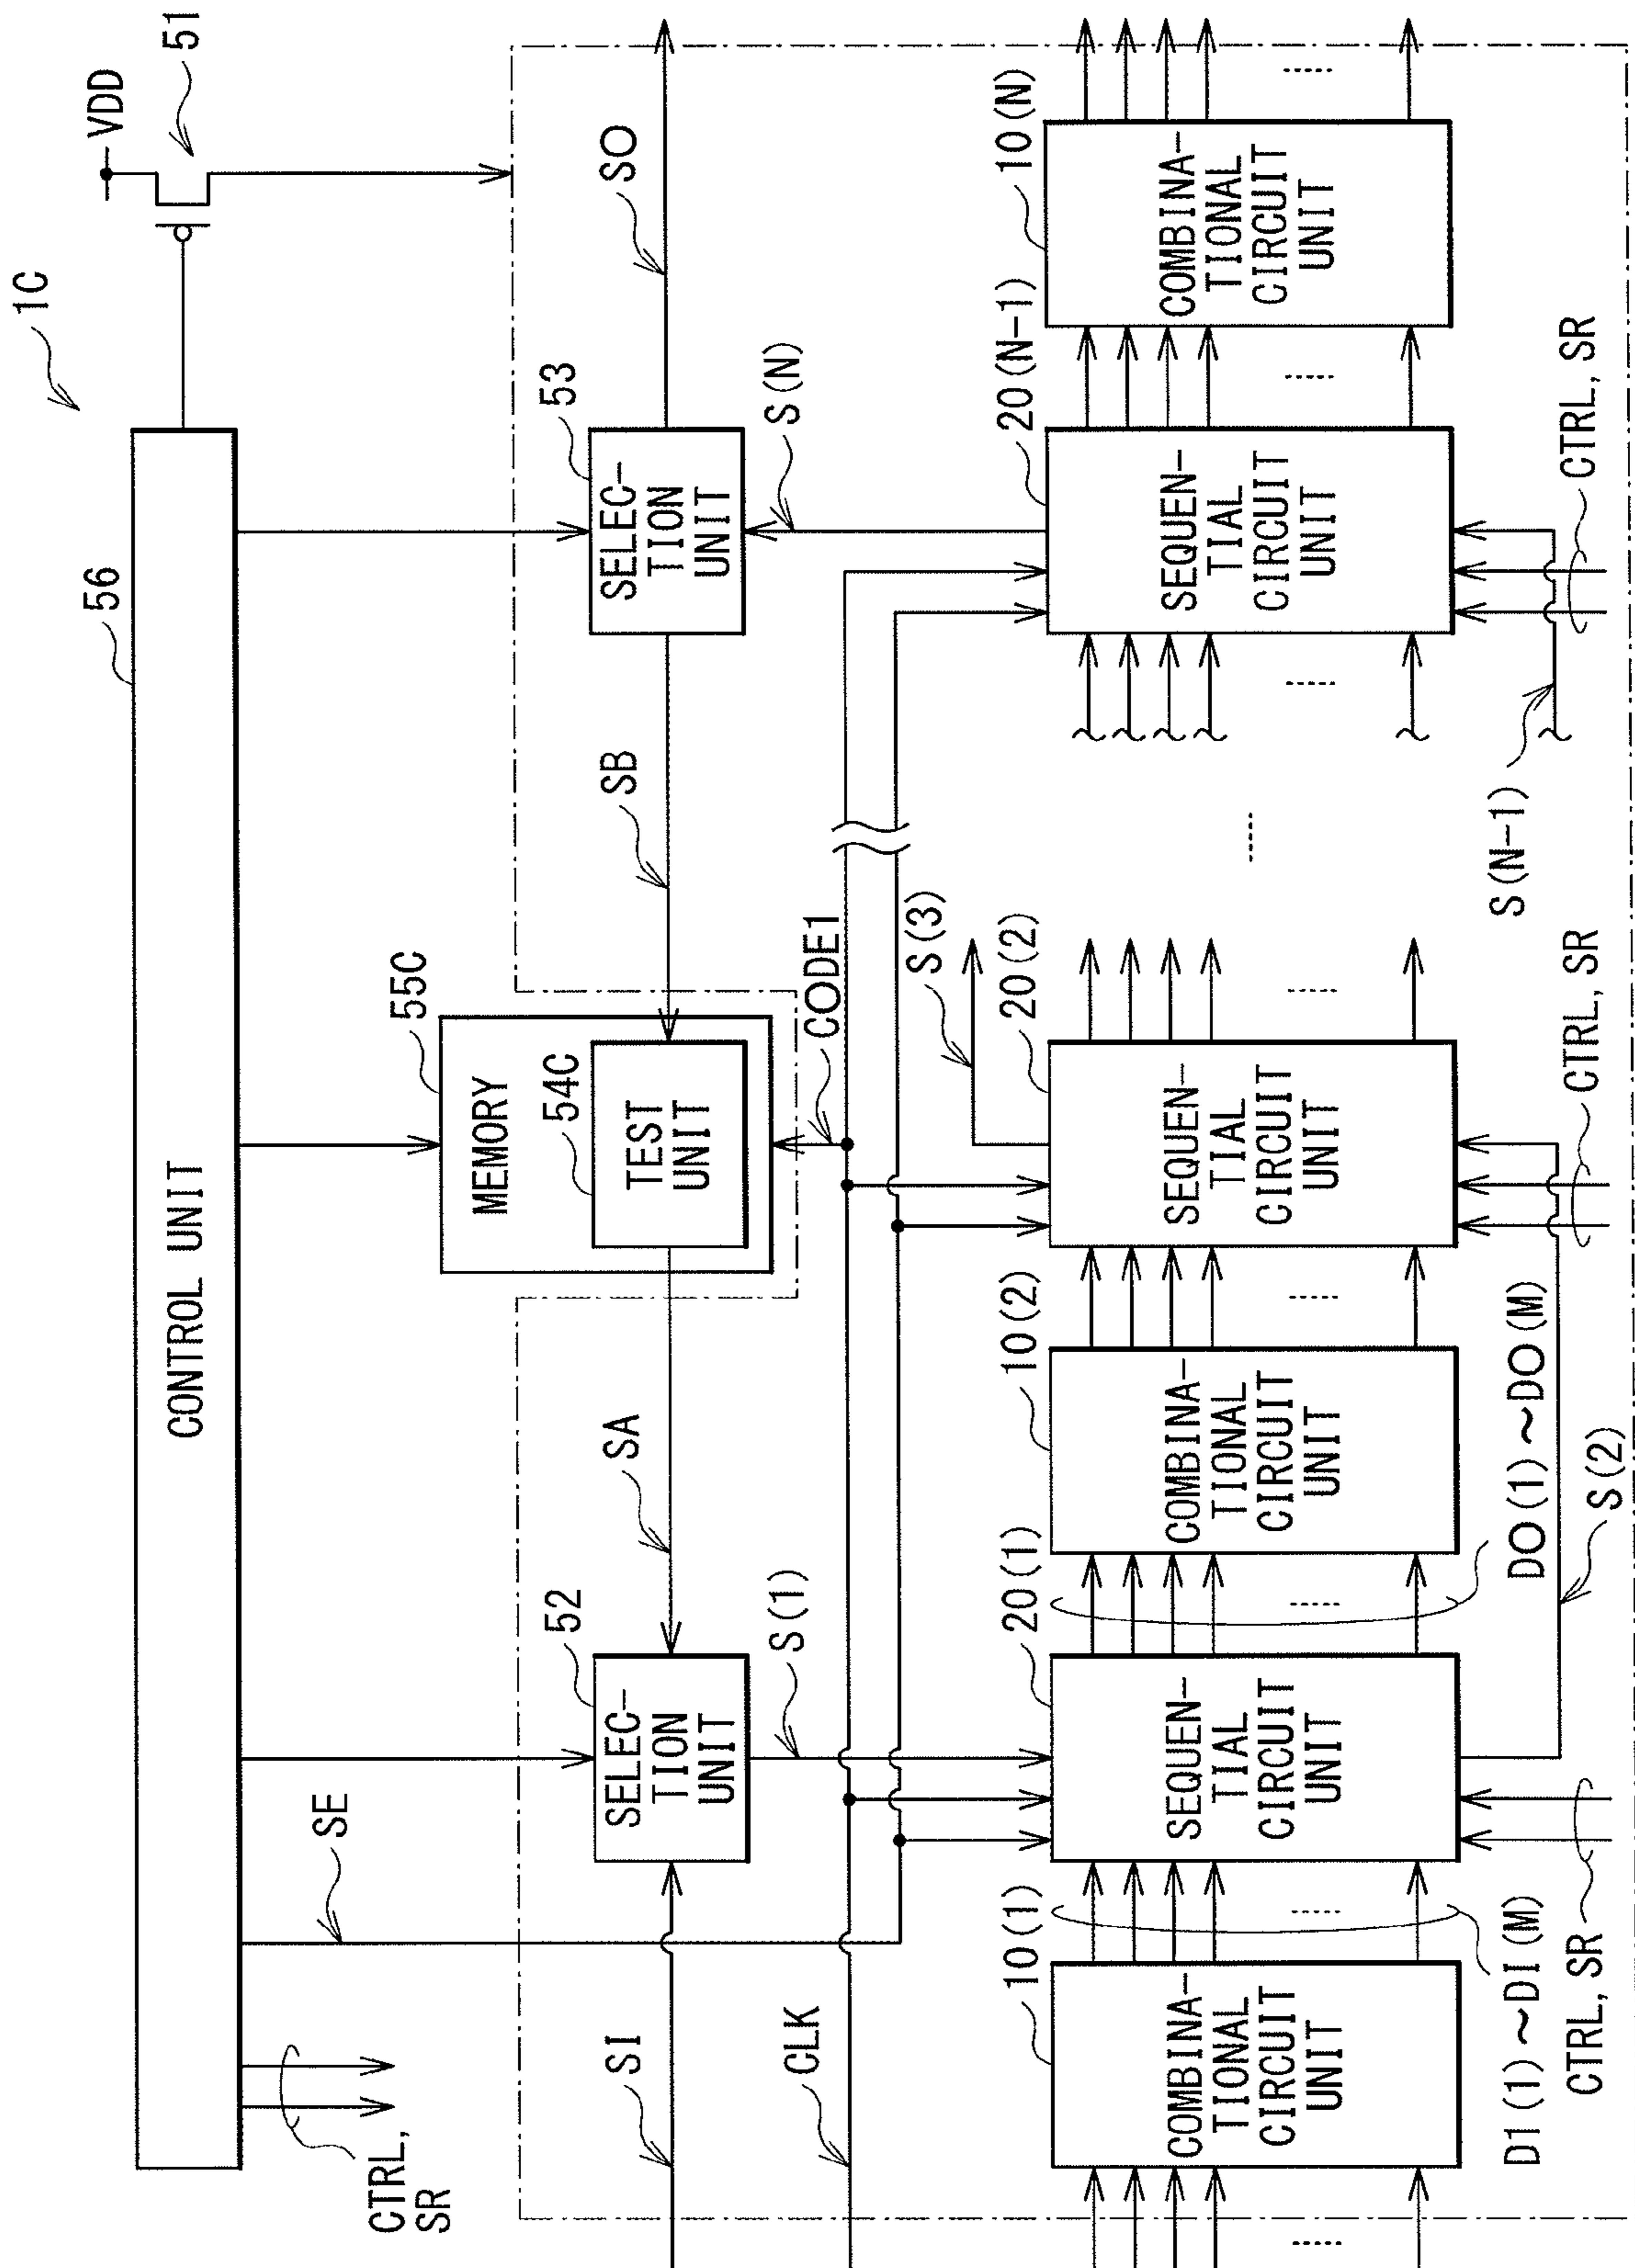 1C
VDD
51
56
CONTROL UNIT
CTRL,
SR
SE
SI
CLK
52
SELEC-
TION
UNIT
SA
S(1)
55C
MEMORY
54C
TEST
UNIT
CODE1
SB
53
SELEC-
TION
UNIT
SO
S(N)
S(3)
10(1)
COMBINA-
TIONAL
CIRCUIT
UNIT
20(1)
SEQUEN-
TIAL
CIRCUIT
UNIT
10(2)
COMBINA-
TIONAL
CIRCUIT
UNIT
20(2)
SEQUEN-
TIAL
CIRCUIT
UNIT
20(N-1)
SEQUEN-
TIAL
CIRCUIT
UNIT
10(N)
COMBINA-
TIONAL
CIRCUIT
UNIT
D1(1)~DI(M)
CTRL, SR
DO(1)~DO(M)
S(2)
CTRL, SR
S(N-1)
CTRL, SR